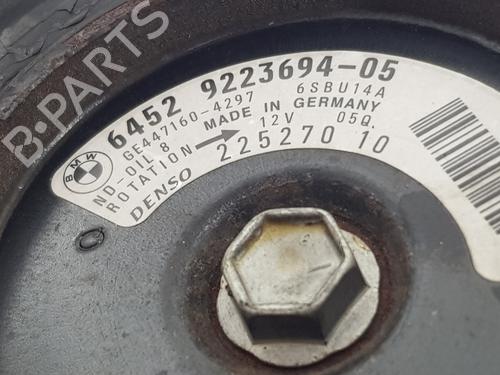 B-PARTS
BMW
6452 9223694-05
GE447160-4297 6SBU14A
ND-OIL 8 MADE IN GERMANY
ROTATION 12V 05Q.
DENSO 225270 10